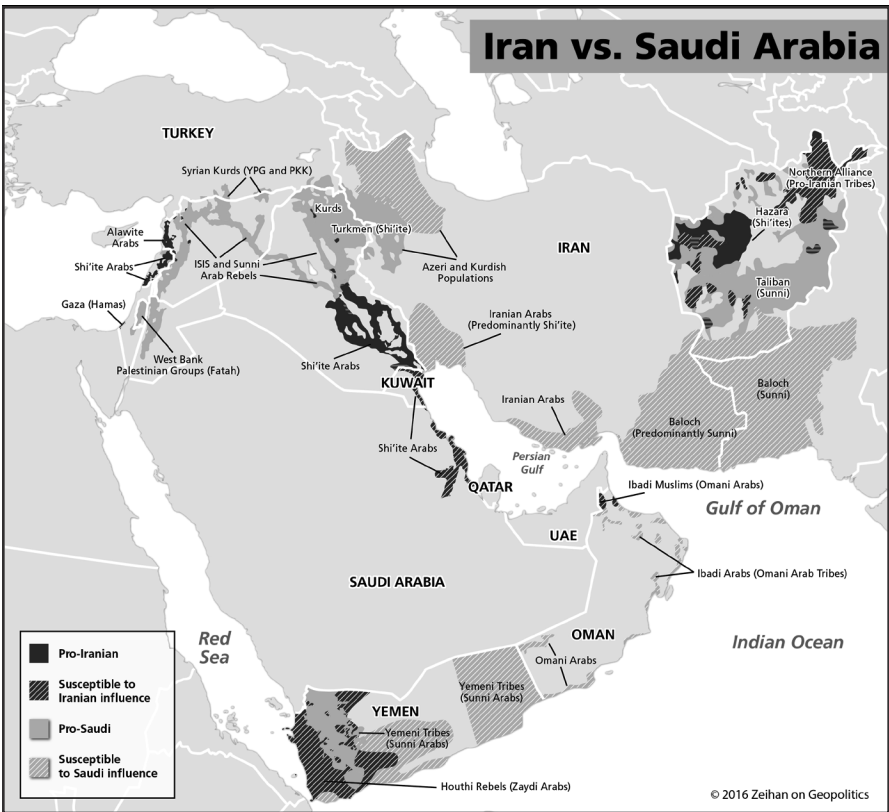 Iran vs. Saudi Arabia
TURKEY
Syrian Kurds (YPG and PKK)
Northern Alliance
(Pro-Iranian Tribes)
Kurds
Hazara
(Shi'ites)
Alawite
Arabs
Turkmen (Shi'ite)
IRAN
Shi'ite Arabs
ISIS and Sunni
Arab Rebels
Azeri and Kurdish
Populations
Taliban
(Sunni)
Gaza (Hamas)
Iranian Arabs
(Predominantly Shi'ite)
West Bank
Palestinian Groups (Fatah)
Shi'ite Arabs
KUWAIT
Baloch
(Sunni)
Iranian Arabs
Baloch
(Predominantly Sunni)
Shi'ite Arabs
Persian
Gulf
QATAR
Ibadi Muslims (Omani Arabs)
Gulf of Oman
UAE
Ibadi Arabs (Omani Arab Tribes)
SAUDI ARABIA
Red
Sea
OMAN
Indian Ocean
Omani Arabs
Pro-Iranian
Susceptible to
Iranian influence
Pro-Saudi
Susceptible
to Saudi influence
Yemeni Tribes
(Sunni Arabs)
YEMEN
Yemeni Tribes
(Sunni Arabs)
Houthi Rebels (Zaydi Arabs)
© 2016 Zeihan on Geopolitics